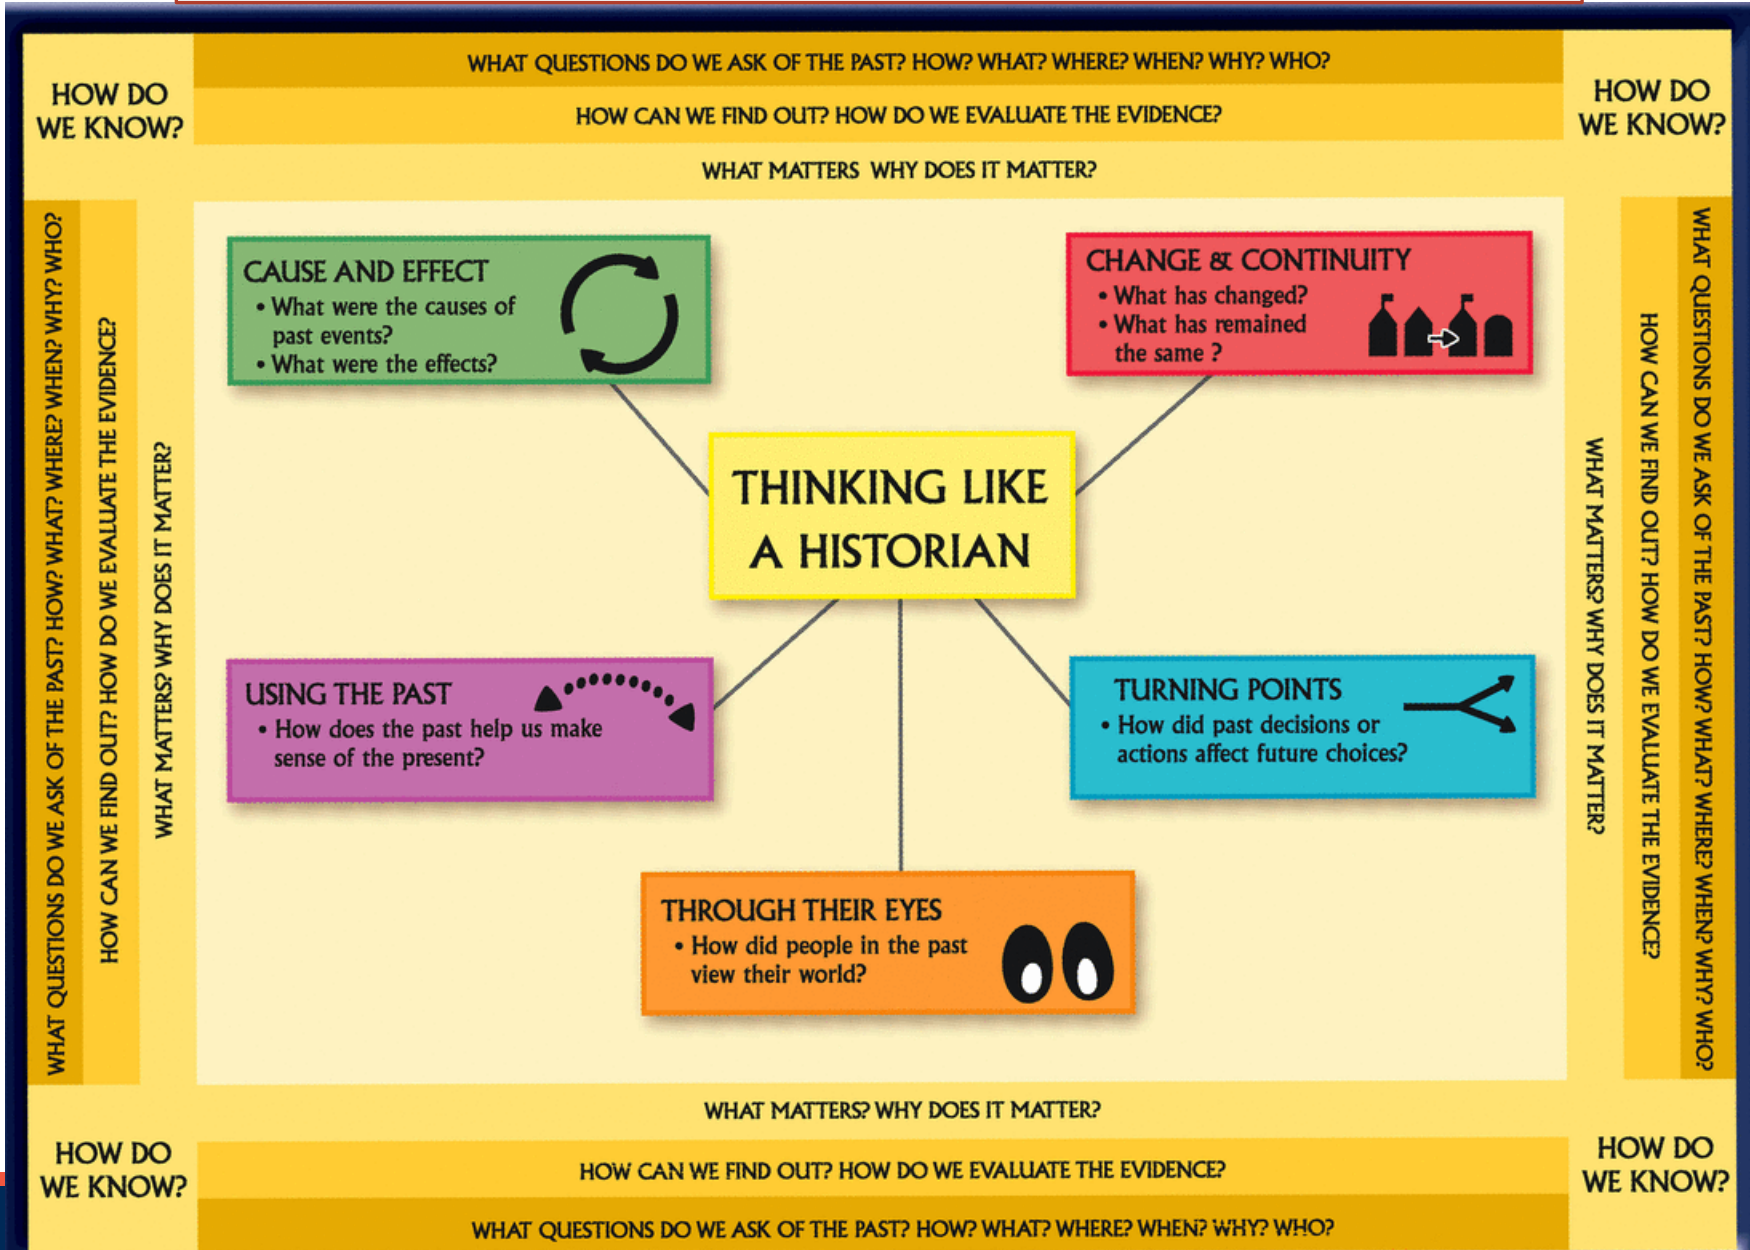 WHAT QUESTIONS DO WE ASK OF THE PAST? HOW? WHAT? WHERE? WHEN? WHY? WHO?
HOW CAN WE FIND OUT? HOW DO WE EVALUATE THE EVIDENCE?
WHAT MATTERS WHY DOES IT MATTER?
HOW DO
WE KNOW?
HOW DO
WE KNOW?
WHAT QUESTIONS DO WE ASK OF THE PAST? HOW? WHAT? WHERE? WHEN? WHY? WHO?
HOW CAN WE FIND OUT? HOW DO WE EVALUATE THE EVIDENCE?
WHAT MATTERS? WHY DOES IT MATTER?
CAUSE AND EFFECT
• What were the causes of
past events?
• What were the effects?
CHANGE & CONTINUITY
• What has changed?
• What has remained
the same ?
THINKING LIKE
A HISTORIAN
USING THE PAST
• How does the past help us make
sense of the present?
TURNING POINTS
• How did past decisions or
actions affect future choices?
THROUGH THEIR EYES
• How did people in the past
view their world?
WHAT MATTERS? WHY DOES IT MATTER?
HOW CAN WE FIND OUT? HOW DO WE EVALUATE THE EVIDENCE?
WHAT QUESTIONS DO WE ASK OF THE PAST? HOW? WHAT? WHERE? WHEN? WHY? WHO?
HOW DO
WE KNOW?
HOW DO
WE KNOW?
WHAT MATTERS? WHY DOES IT MATTER?
HOW CAN WE FIND OUT? HOW DO WE EVALUATE THE EVIDENCE?
WHAT QUESTIONS DO WE ASK OF THE PAST? HOW? WHAT? WHERE? WHEN? WHY? WHO?